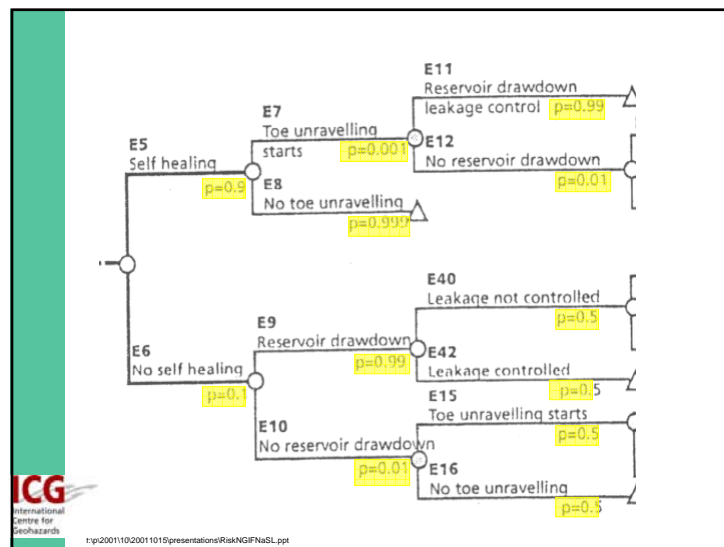 E11
Reservoir drawdown
leakage control p=0.99
E7
Toe unravelling
starts p=0.001
E12
No reservoir drawdown
p=0.01
E5
Self healing
p=0.9
E8
No toe unravelling
p=0.999
E40
Leakage not controlled
p=0.5
E9
Reservoir drawdown
p=0.99
E42
Leakage controlled
p=0.5
E6
No self healing
p=0.1
E15
Toe unravelling starts
p=0.5
E10
No reservoir drawdown
p=0.01
E16
No toe unravelling
p=0.5
ICG
International
Centre for
Geohazards
f:\p\2001\10\20011015\presentations\RiskNGIFNaSL.ppt